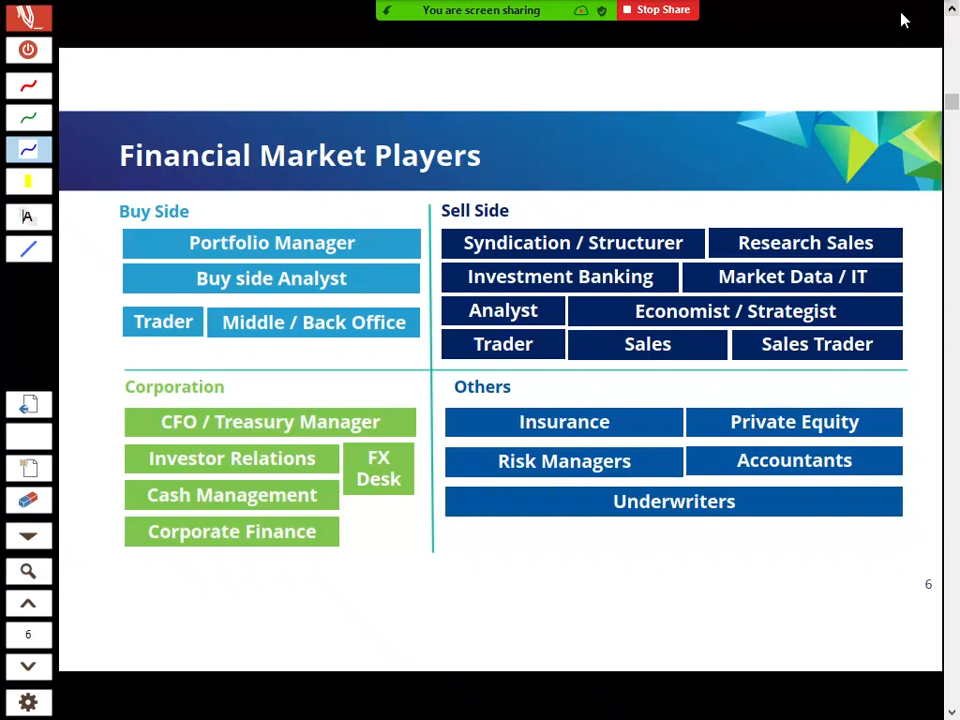 You are screen sharing
Stop Share
A
6
Financial Market Players
Buy Side
Portfolio Manager
Buy side Analyst
Trader
Middle / Back Office
Sell Side
Syndication / Structurer
Research Sales
Investment Banking
Market Data / IT
Analyst
Economist / Strategist
Trader
Sales
Sales Trader
Corporation
CFO / Treasury Manager
Investor Relations
FX
Desk
Cash Management
Corporate Finance
Others
Insurance
Private Equity
Risk Managers
Accountants
Underwriters
6